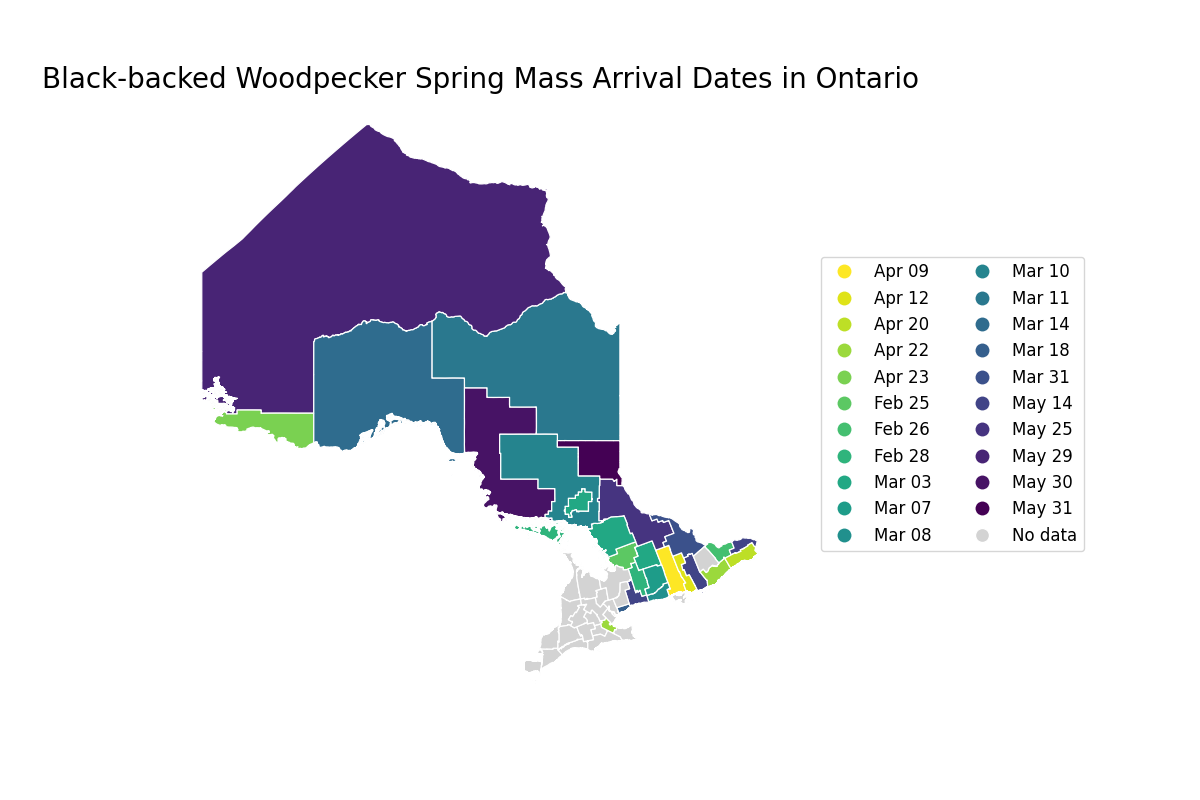 Black-backed Woodpecker Spring Mass Arrival Dates in Ontario
Apr 09
Apr 12
Apr 20
Apr 22
Apr 23
Feb 25
Feb 26
Feb 28
Mar 03
Mar 07
Mar 08
Mar 10
Mar 11
Mar 14
Mar 18
Mar 31
May 14
May 25
May 29
May 30
May 31
No data